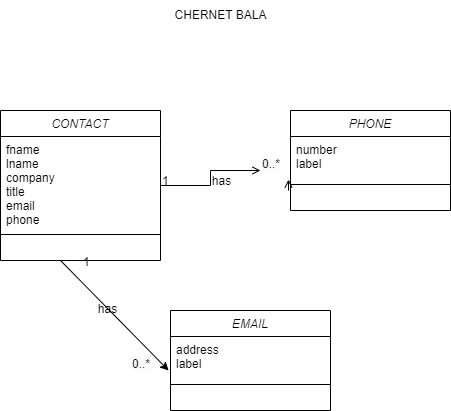 CHERNET BALA
CONTACT
fname
lname
company
title
email
phone
1
has
0..*
PHONE
number
label
1
has
0..*
EMAIL
address
label